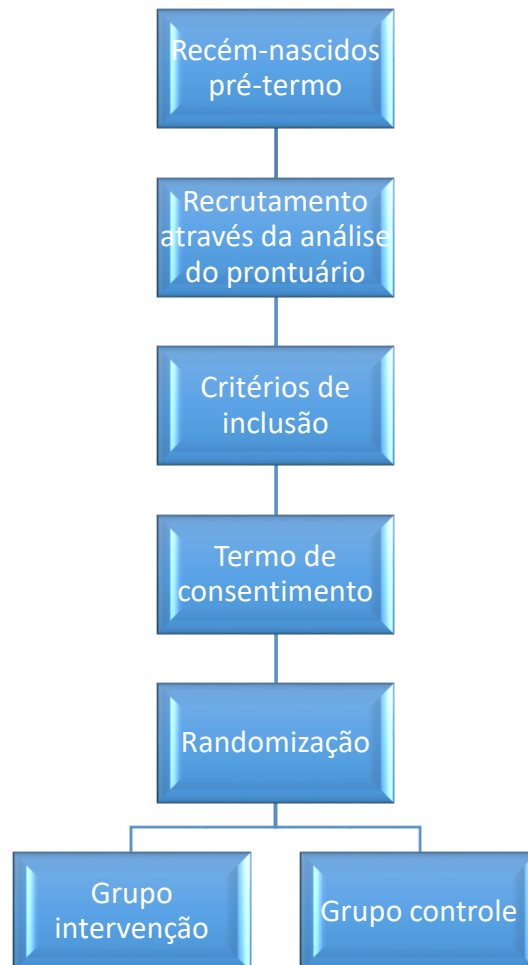 Recém-nascidos
pré-termo
Recrutamento
através da análise
do prontuário
Critérios de
inclusão
Termo de
consentimento
Randomização
Grupo
intervenção
Grupo controle